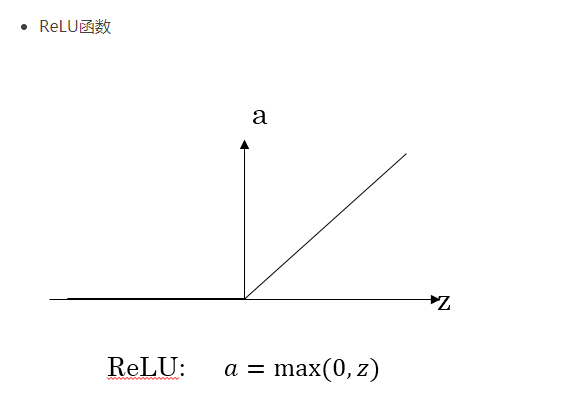 • ReLU函数
a
z
ReLU: a = max(0, z)